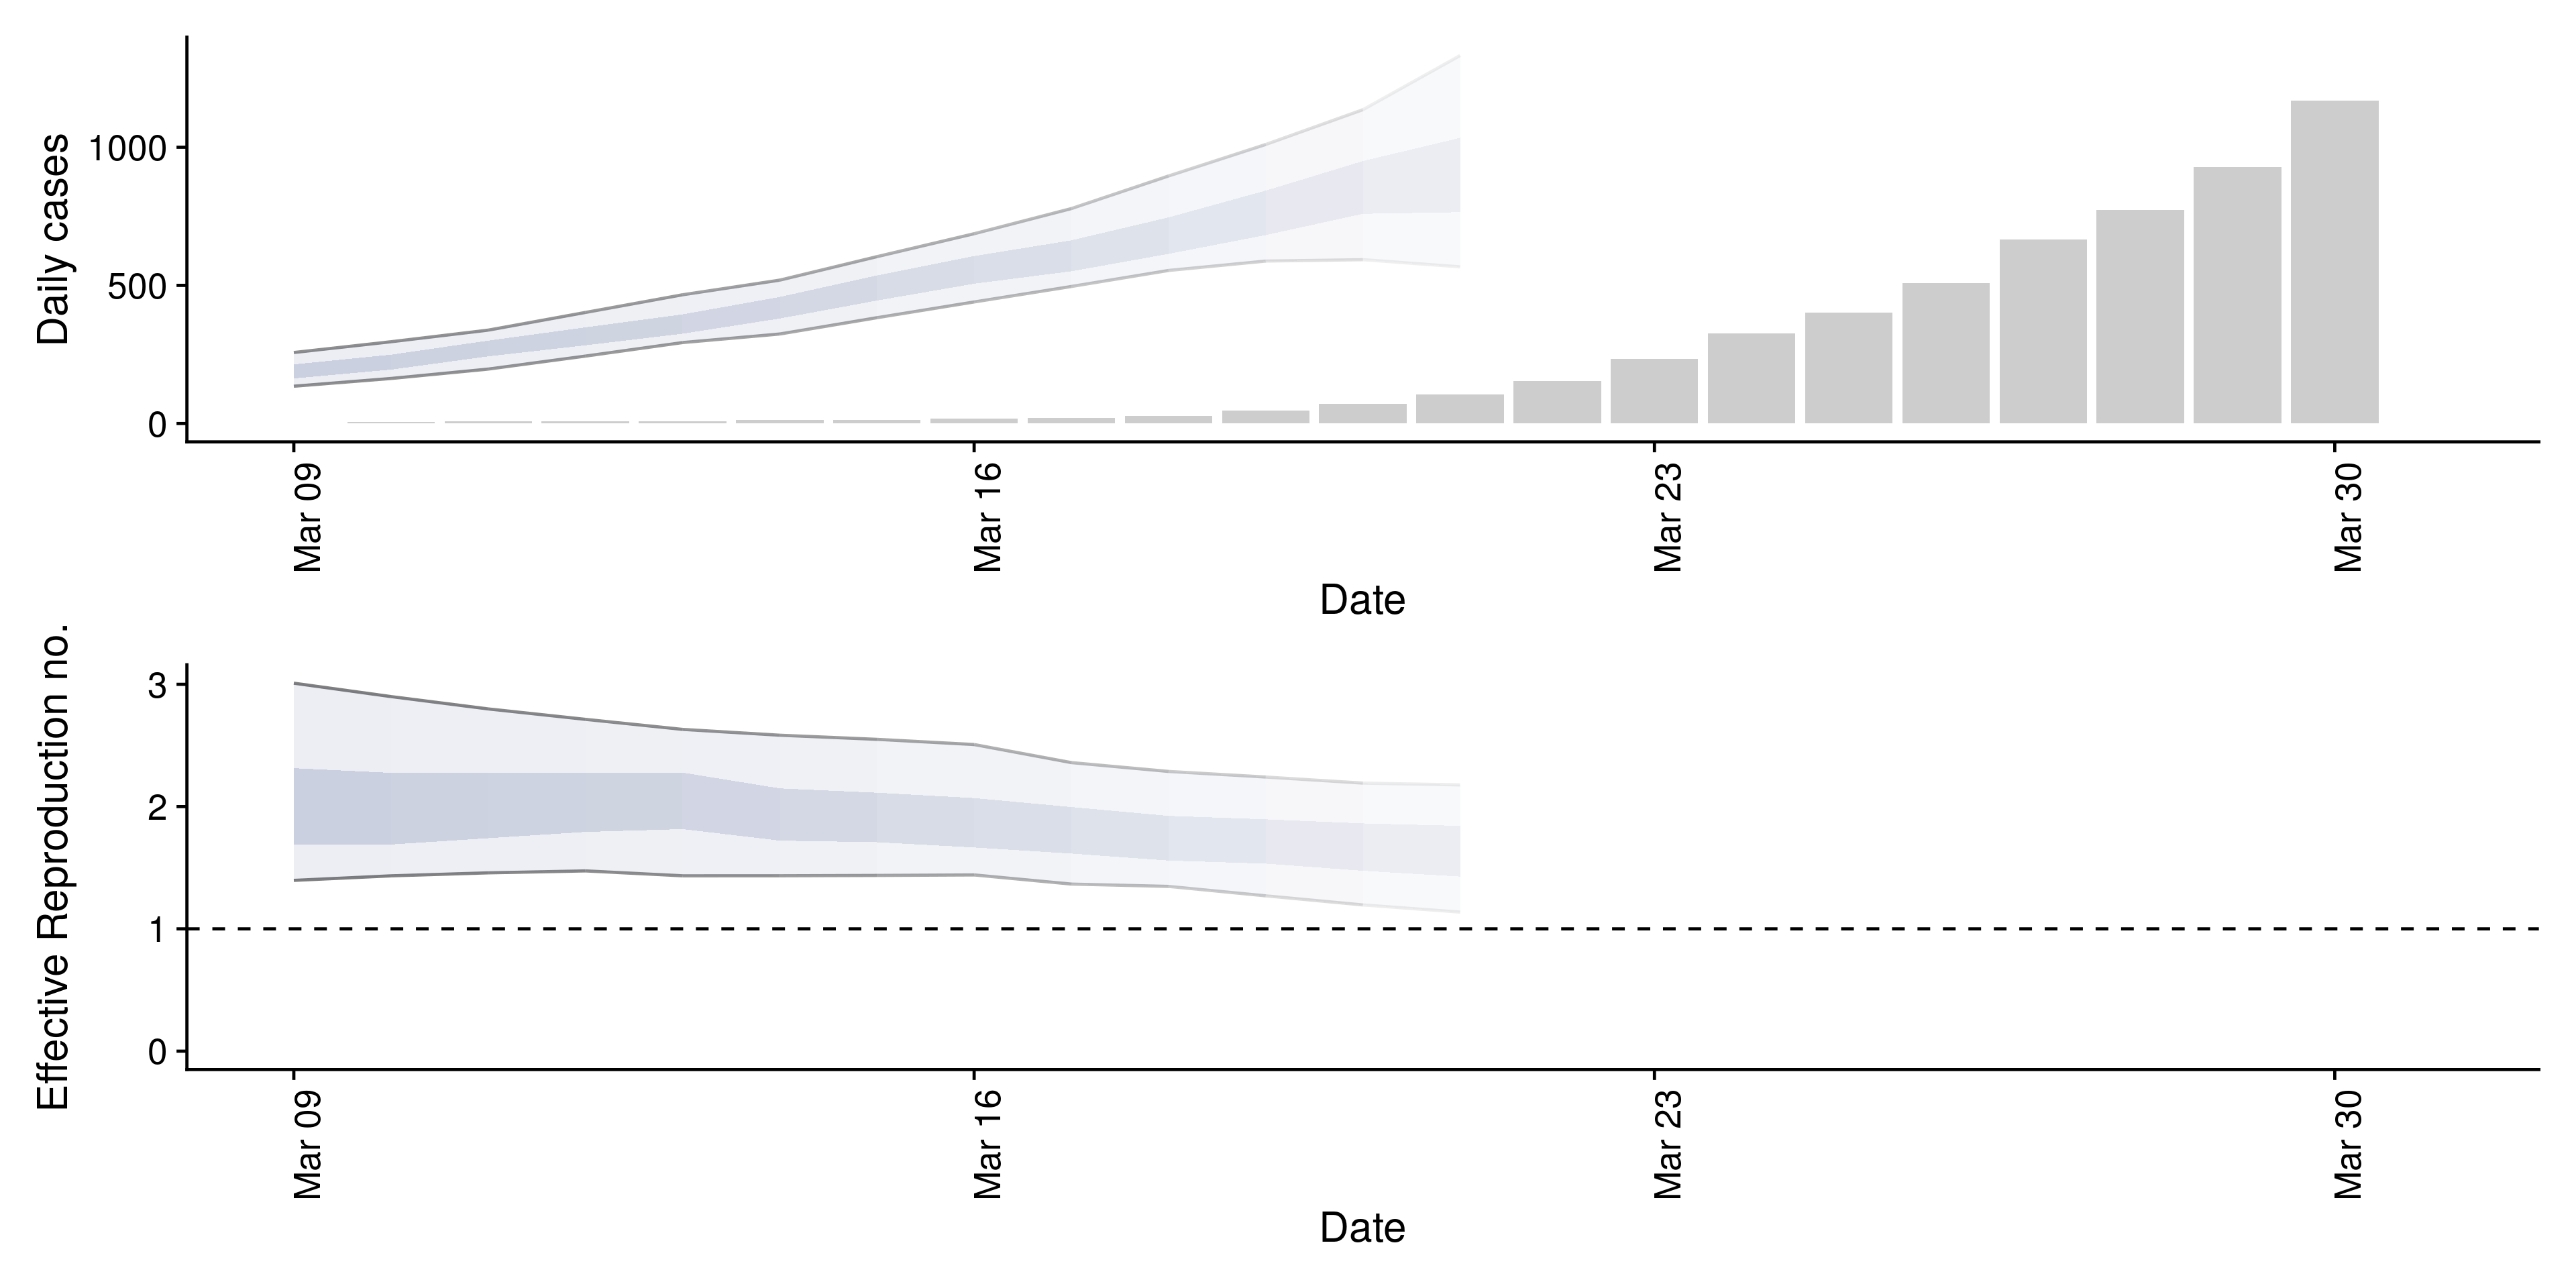 Daily cases
1000
500
0
Mar 09
Mar 16
Mar 23
Mar 30
Date
Effective Reproduction no.
3
2
1
0
Mar 09
Mar 16
Mar 23
Mar 30
Date